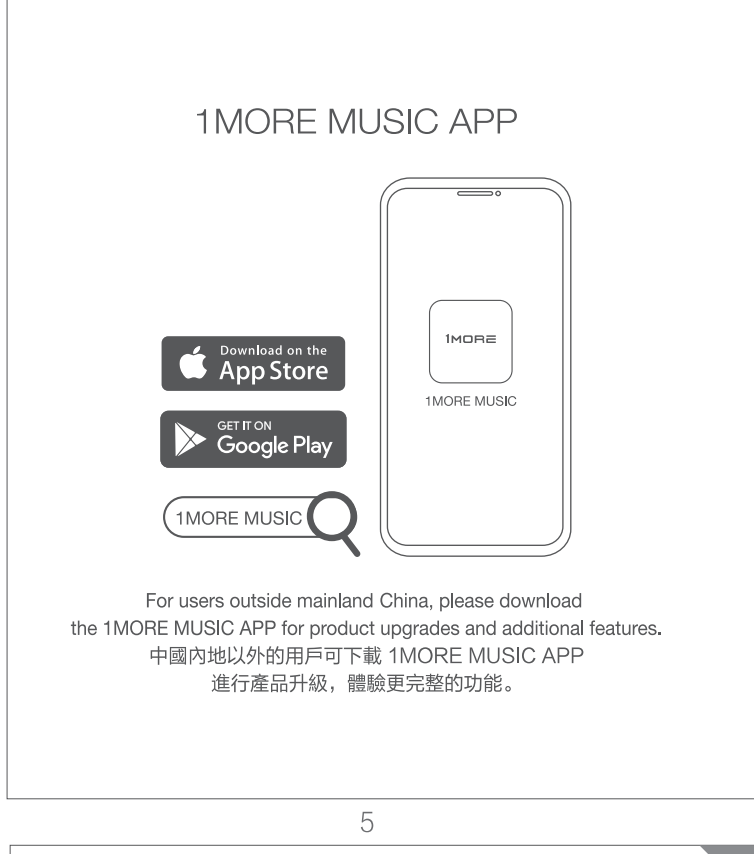 1MORE MUSIC APP
1MORE
1MORE MUSIC
Download on the
App Store
GET IT ON
Google Play
1MORE MUSIC
For users outside mainland China, please download
the 1MORE MUSIC APP for product upgrades and additional features.
中國內地以外的用戶可下載 1MORE MUSIC APP
進行產品升級，體驗更完整的功能。
5